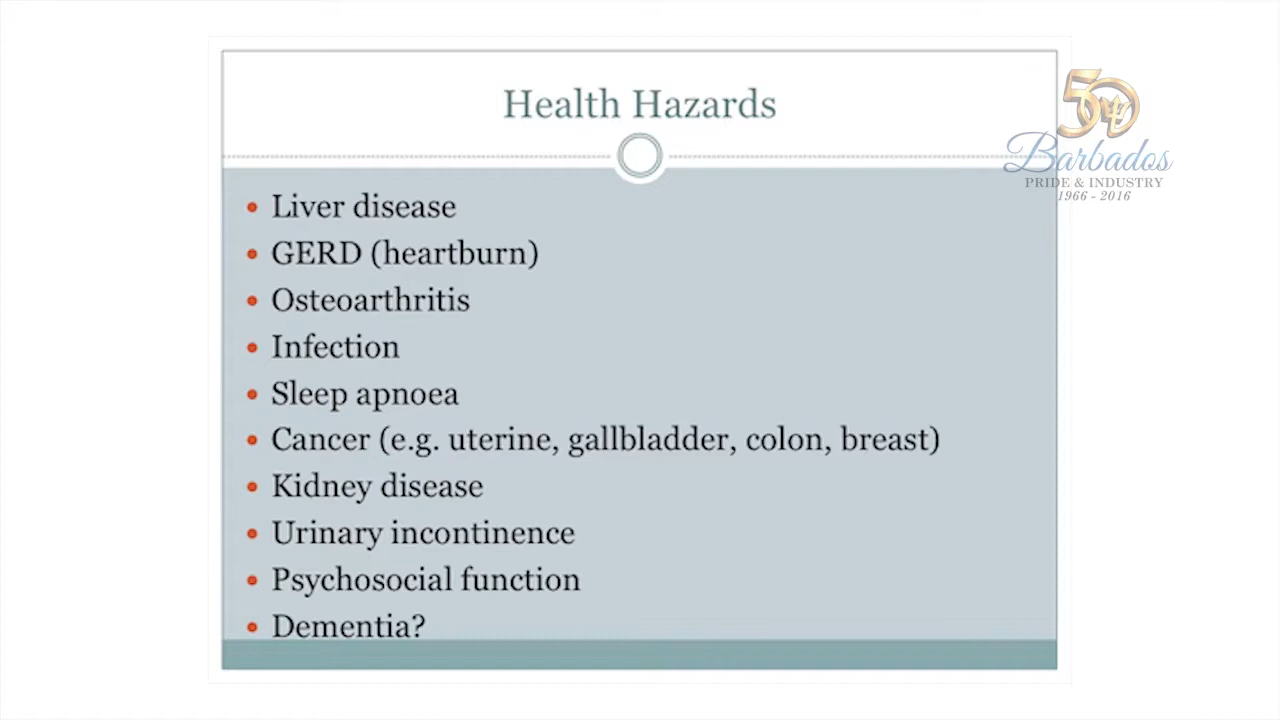 Health Hazards
50
Barbados
PRIDE & INDUSTRY
1966 - 2016
• Liver disease
• GERD (heartburn)
• Osteoarthritis
• Infection
• Sleep apnoea
• Cancer (e.g. uterine, gallbladder, colon, breast)
• Kidney disease
• Urinary incontinence
• Psychosocial function
• Dementia?